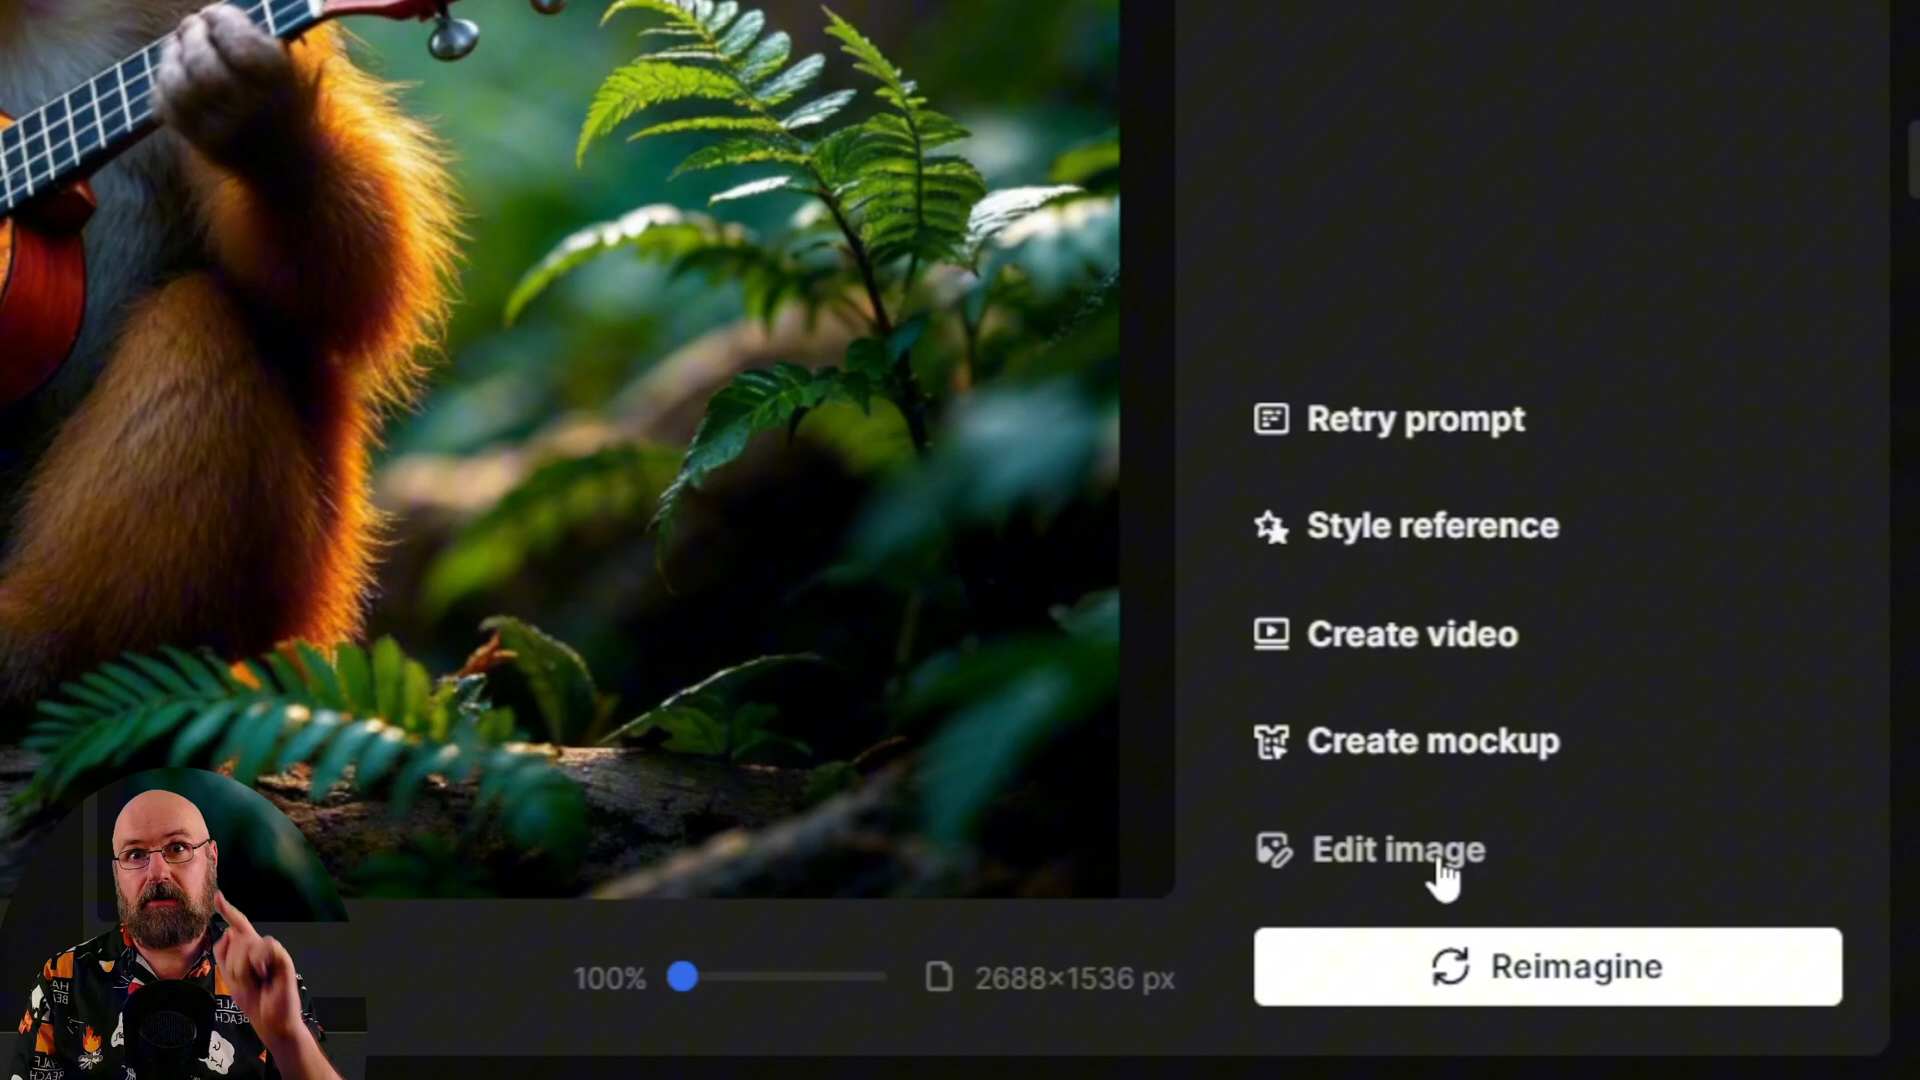 Retry prompt
Style reference
Create video
Create mockup
Edit image
100%
2688×1536 px
Reimagine